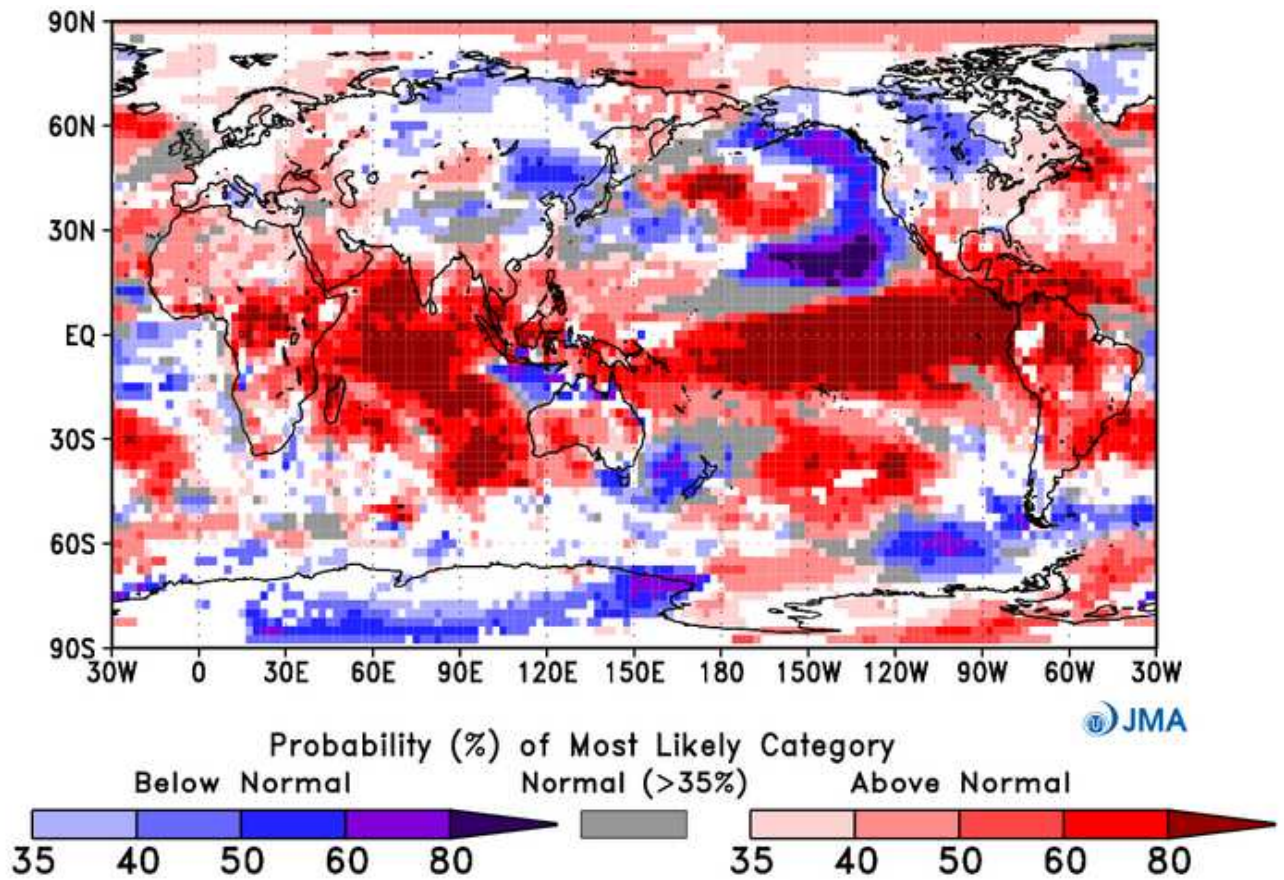 90N
60N
30N
EQ
30S
60S
90S
30W 0 30E 60E 90E 120E 150E 180 150W 120W 90W 60W 30W
JMA
Probability (%) of Most Likely Category
Below Normal Normal (>35%) Above Normal
35 40 50 60 80 35 40 50 60 80